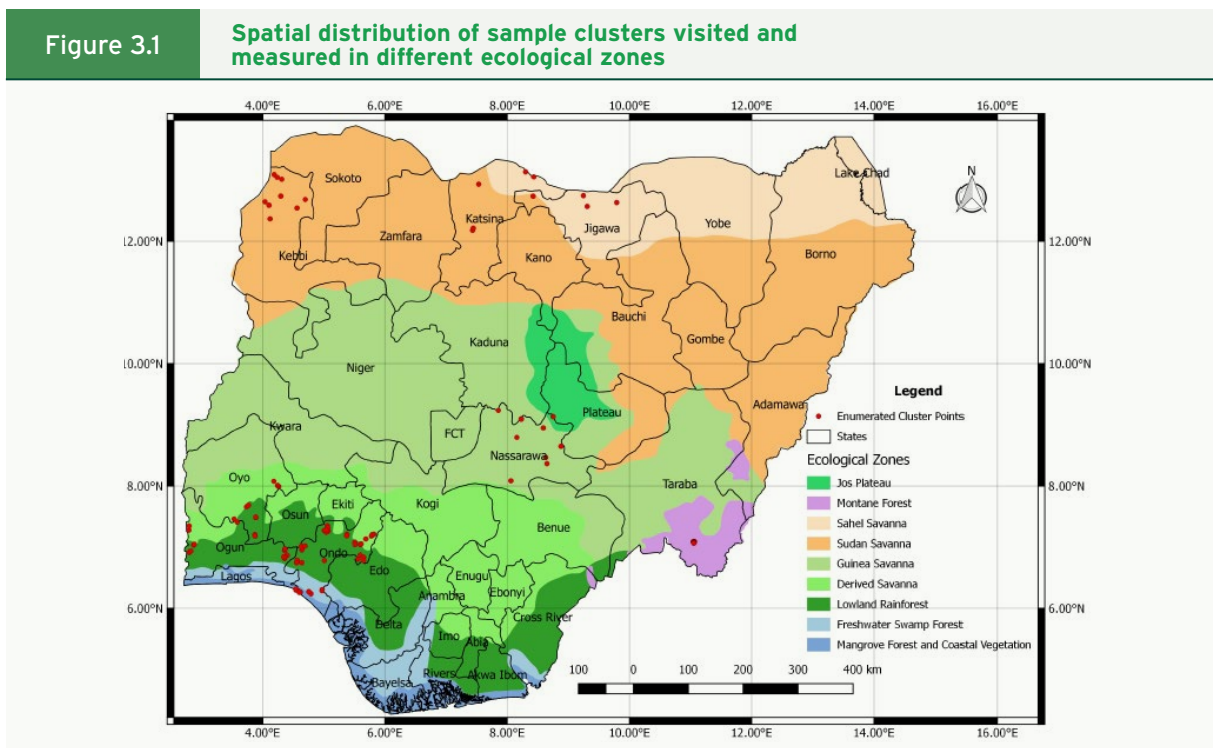 Figure 3.1
Spatial distribution of sample clusters visited and
measured in different ecological zones
4.00°E 6.00°E 8.00°E 10.00°E 12.00°E 14.00°E 16.00°E
N
Lake Chad
Sokoto
Katsina
Jigawa
Yobe
Zamfara
12.00°N 12.00°N
Kebbi
Kano
Borno
Bauchi
Kaduna
Gombe
Niger
10.00°N 10.00°N
Adamawa
Plateau
Kwara
FCT
Nassarawa
Legend
Enumerated Cluster Points
States
Ecological Zones
Jos Plateau
Montane Forest
Sahel Savanna
Sudan Savanna
Guinea Savanna
Derived Savanna
Lowland Rainforest
Freshwater Swamp Forest
Mangrove Forest and Coastal Vegetation
8.00°N 8.00°N
Oyo
Taraba
Ekiti
Kogi
Osun
Benue
Ogun
Ondo
Edo
Lagos
Enugu
Anambra
Ebonyi
6.00°N 6.00°N
Delta
Cross River
Imo
Abia
Bayelsa
Rivers
Akwa Ibom
100 0 100 200 300 400 km
4.00°E 6.00°E 8.00°E 10.00°E 12.00°E 14.00°E 16.00°E